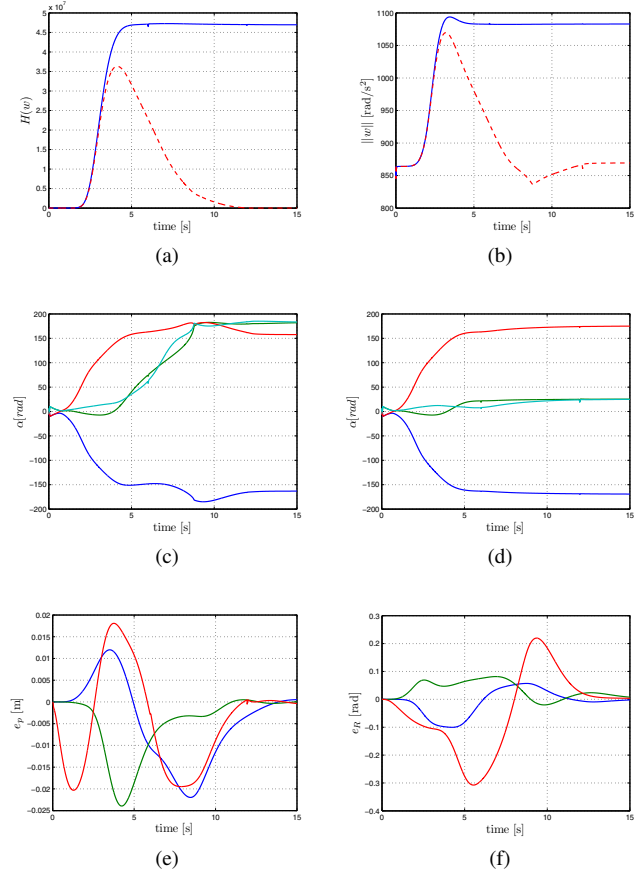 x 10⁷
5
4.5
4
3.5
3
2.5
2
1.5
1
0.5
0
H(w)
0 5 10 15
time [s]
(a)
1100
1050
1000
950
900
850
800
||w|| [rad/s²]
0 5 10 15
time [s]
(b)
200
150
100
50
0
−50
−100
−150
−200
α[rad]
0 5 10 15
time [s]
(c)
200
150
100
50
0
−50
−100
−150
−200
α[rad]
0 5 10 15
time [s]
(d)
0.02
0.015
0.01
0.005
0
−0.005
−0.01
−0.015
−0.02
−0.025
e_p [m]
0 5 10 15
time [s]
(e)
0.3
0.2
0.1
0
−0.1
−0.2
−0.3
−0.4
e_R [rad]
0 5 10 15
time [s]
(f)